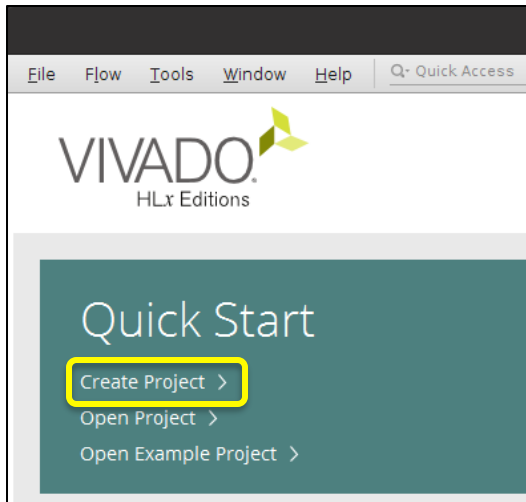 File Flow Tools Window Help Quick Access
VIVADO.
HLx Editions
Quick Start
Create Project >
Open Project >
Open Example Project >